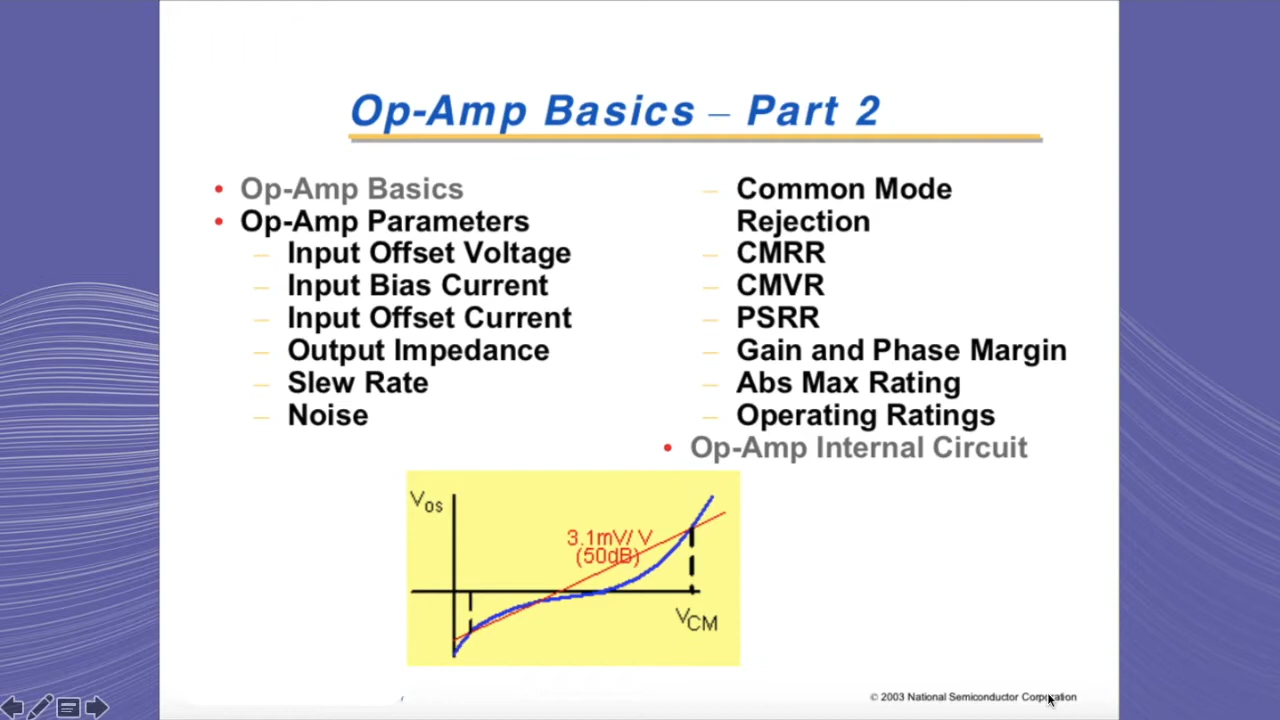 Op-Amp Basics – Part 2
• Op-Amp Basics
• Op-Amp Parameters
– Input Offset Voltage
– Input Bias Current
– Input Offset Current
– Output Impedance
– Slew Rate
– Noise
– Common Mode
Rejection
– CMRR
– CMVR
– PSRR
– Gain and Phase Margin
– Abs Max Rating
– Operating Ratings
• Op-Amp Internal Circuit
VOS
3.1mV/ V
(50dB)
VCM
© 2003 National Semiconductor Corporation